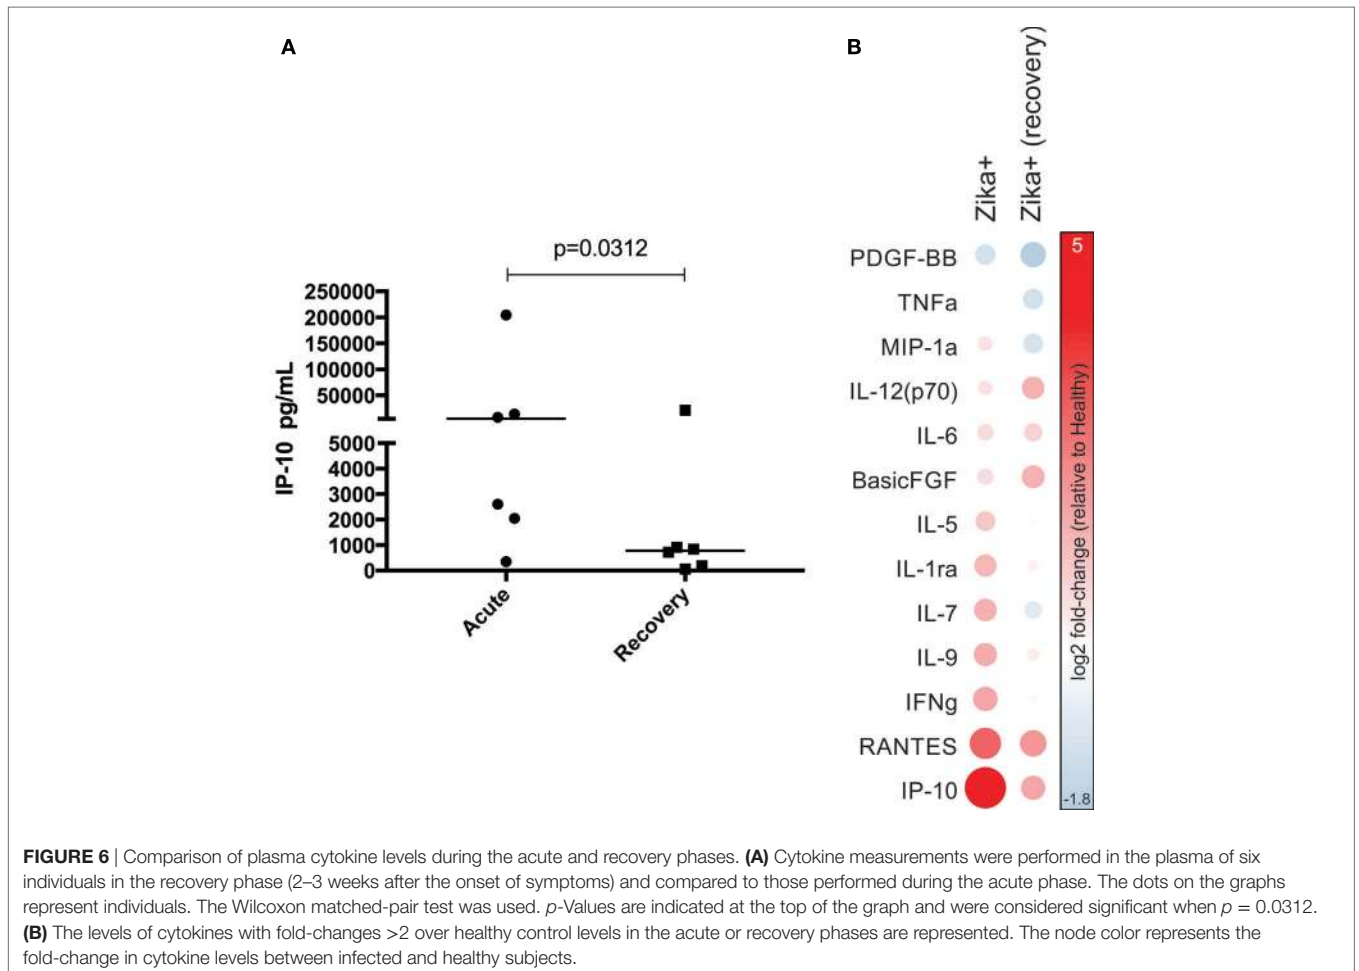 A
B
Zika+
Zika+ (recovery)
p=0.0312
250000
200000
150000
100000
50000
5000
4000
3000
2000
1000
0
IP-10 pg/mL
Acute
Recovery
PDGF-BB
TNFa
MIP-1a
IL-12(p70)
IL-6
BasicFGF
IL-5
IL-1ra
IL-7
IL-9
IFNg
RANTES
IP-10
5
log2 fold-change (relative to Healthy)
-1.8
FIGURE 6 | Comparison of plasma cytokine levels during the acute and recovery phases. (A) Cytokine measurements were performed in the plasma of six
individuals in the recovery phase (2–3 weeks after the onset of symptoms) and compared to those performed during the acute phase. The dots on the graphs
represent individuals. The Wilcoxon matched-pair test was used. p-Values are indicated at the top of the graph and were considered significant when p = 0.0312.
(B) The levels of cytokines with fold-changes >2 over healthy control levels in the acute or recovery phases are represented. The node color represents the
fold-change in cytokine levels between infected and healthy subjects.